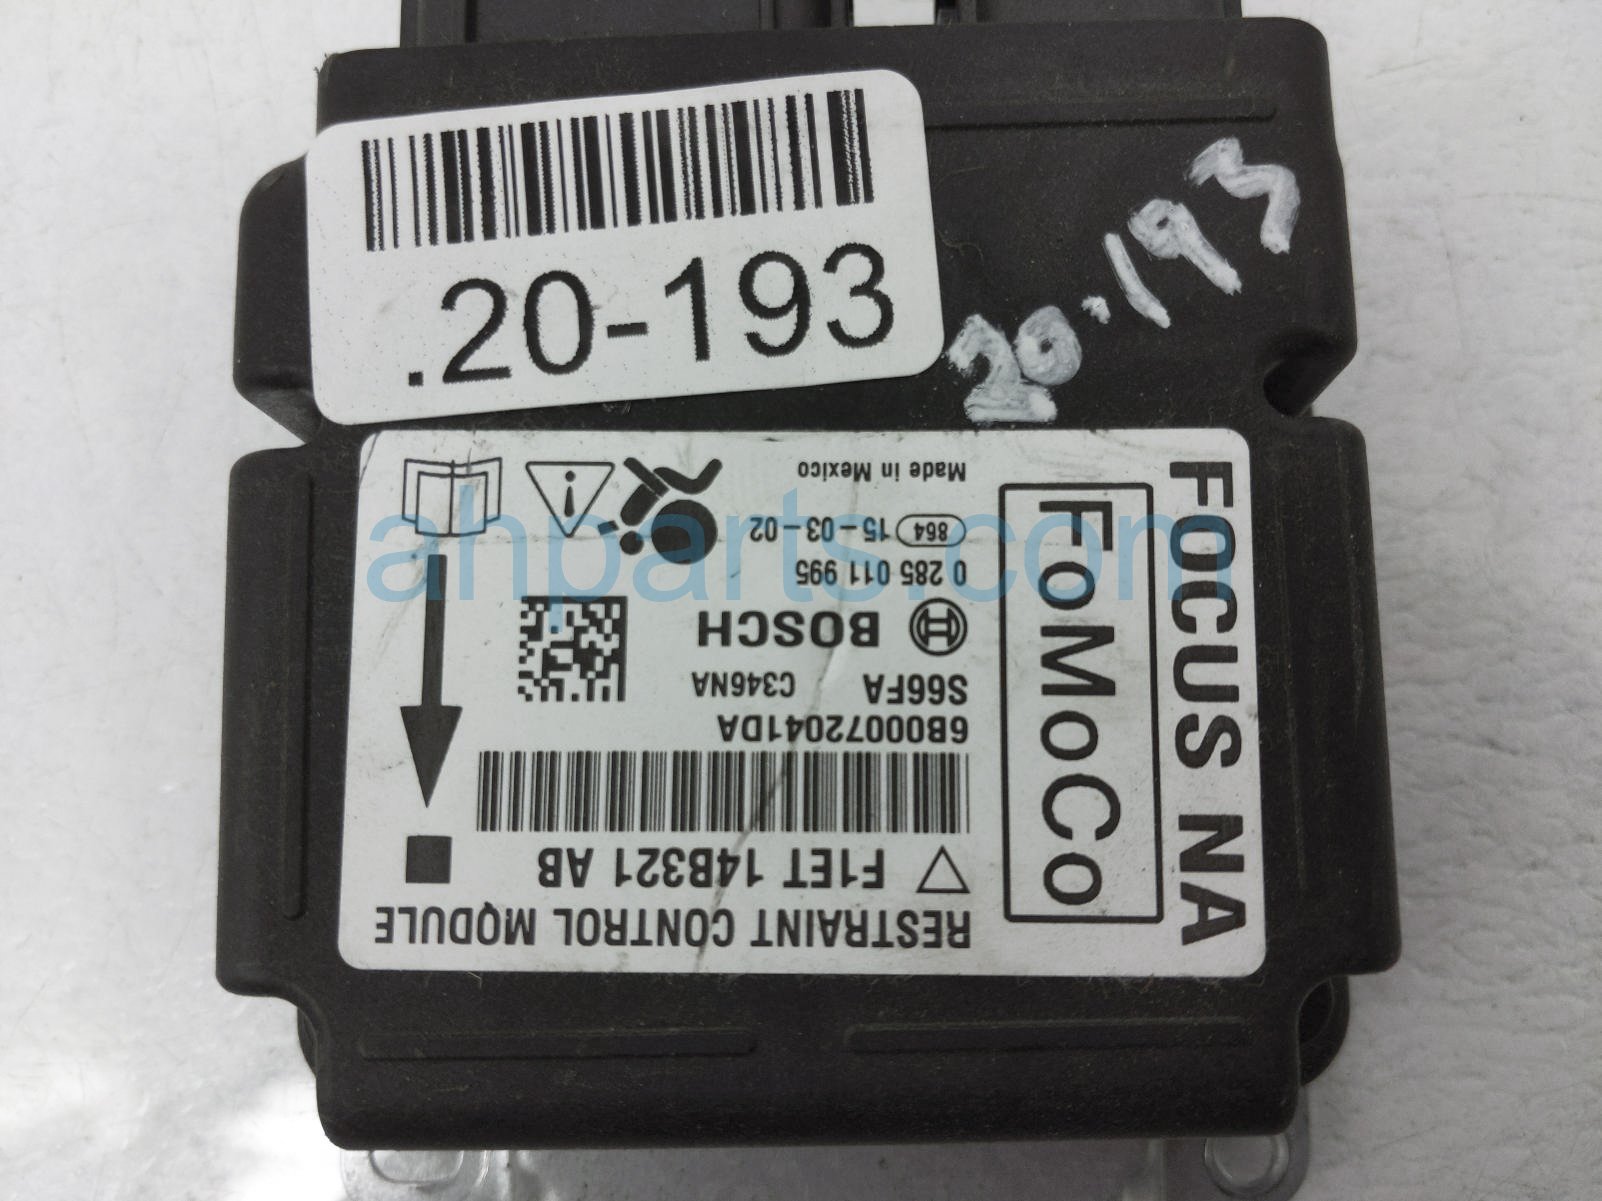 .20-193
20.193
RESTRAINT CONTROL MODULE
F1ET 14B321 AB
6B00072041DA
S66FA C346NA
BOSCH
0 285 011 995
864 15-03-02
Made in Mexico
FoMoCo
FOCUS NA
ahparts.com